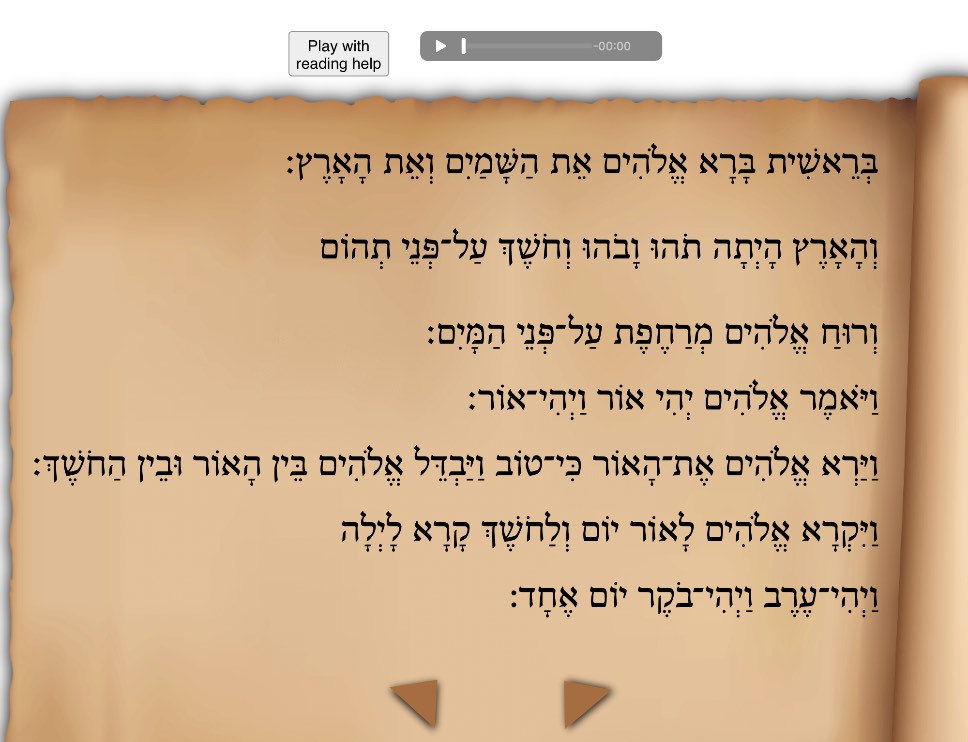 Play with
reading help
-00:00
בְּרֵאשִׁית בָּרָא אֱלֹהִים אֵת הַשָּׁמַיִם וְאֵת הָאָרֶץ׃
וְהָאָרֶץ הָיְתָה תֹהוּ וָבֹהוּ וְחֹשֶׁךְ עַל־פְּנֵי תְהוֹם
וְרוּחַ אֱלֹהִים מְרַחֶפֶת עַל־פְּנֵי הַמָּיִם׃
וַיֹּאמֶר אֱלֹהִים יְהִי אוֹר וַיְהִי־אוֹר׃
וַיַּרְא אֱלֹהִים אֶת־הָאוֹר כִּי־טוֹב וַיַּבְדֵּל אֱלֹהִים בֵּין הָאוֹר וּבֵין הַחֹשֶׁךְ׃
וַיִּקְרָא אֱלֹהִים לָאוֹר יוֹם וְלַחֹשֶׁךְ קָרָא לָיְלָה
וַיְהִי־עֶרֶב וַיְהִי־בֹקֶר יוֹם אֶחָד׃